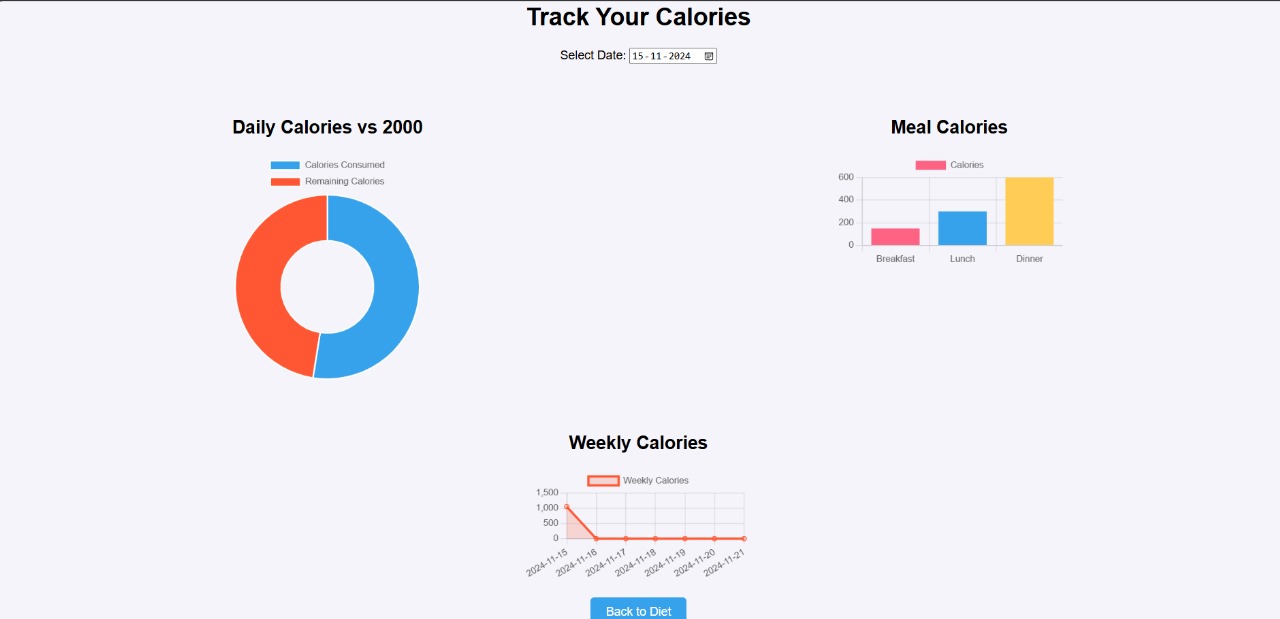 Track Your Calories
Select Date: 15-11-2024
Daily Calories vs 2000
Calories Consumed
Remaining Calories
Meal Calories
Calories
600
400
200
0
Breakfast Lunch Dinner
Weekly Calories
Weekly Calories
1,500
1,000
500
0
2024-11-15 2024-11-16 2024-11-17 2024-11-18 2024-11-19 2024-11-20 2024-11-21
Back to Diet